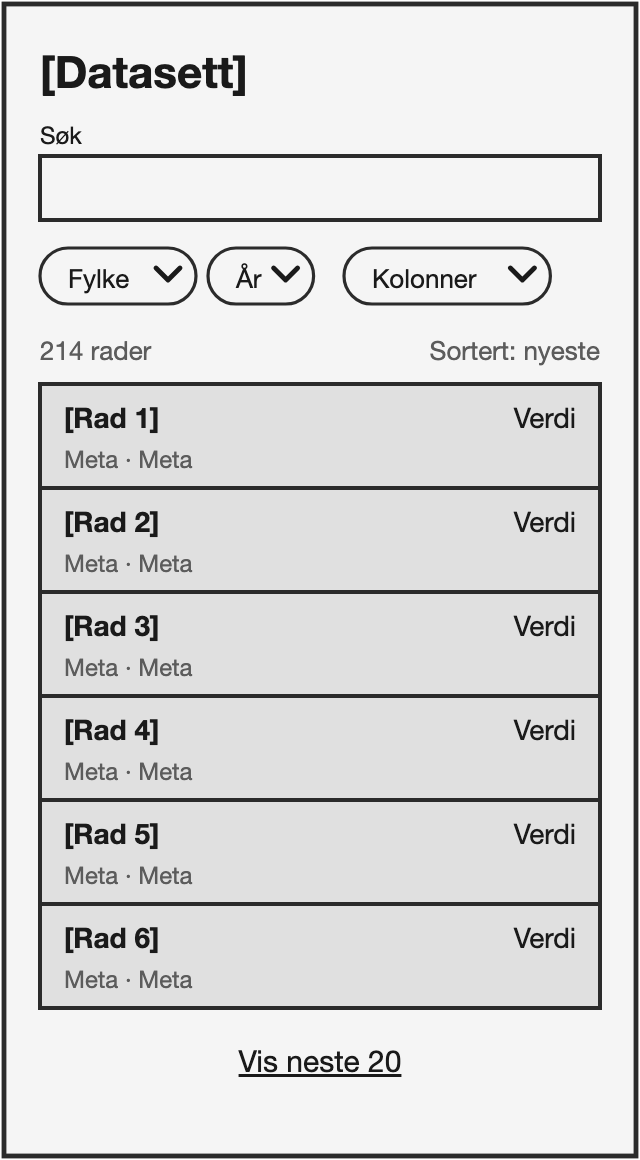 [Datasett]
Søk
Fylke År Kolonner
214 rader Sortert: nyeste
[Rad 1] Verdi
Meta · Meta
[Rad 2] Verdi
Meta · Meta
[Rad 3] Verdi
Meta · Meta
[Rad 4] Verdi
Meta · Meta
[Rad 5] Verdi
Meta · Meta
[Rad 6] Verdi
Meta · Meta
Vis neste 20